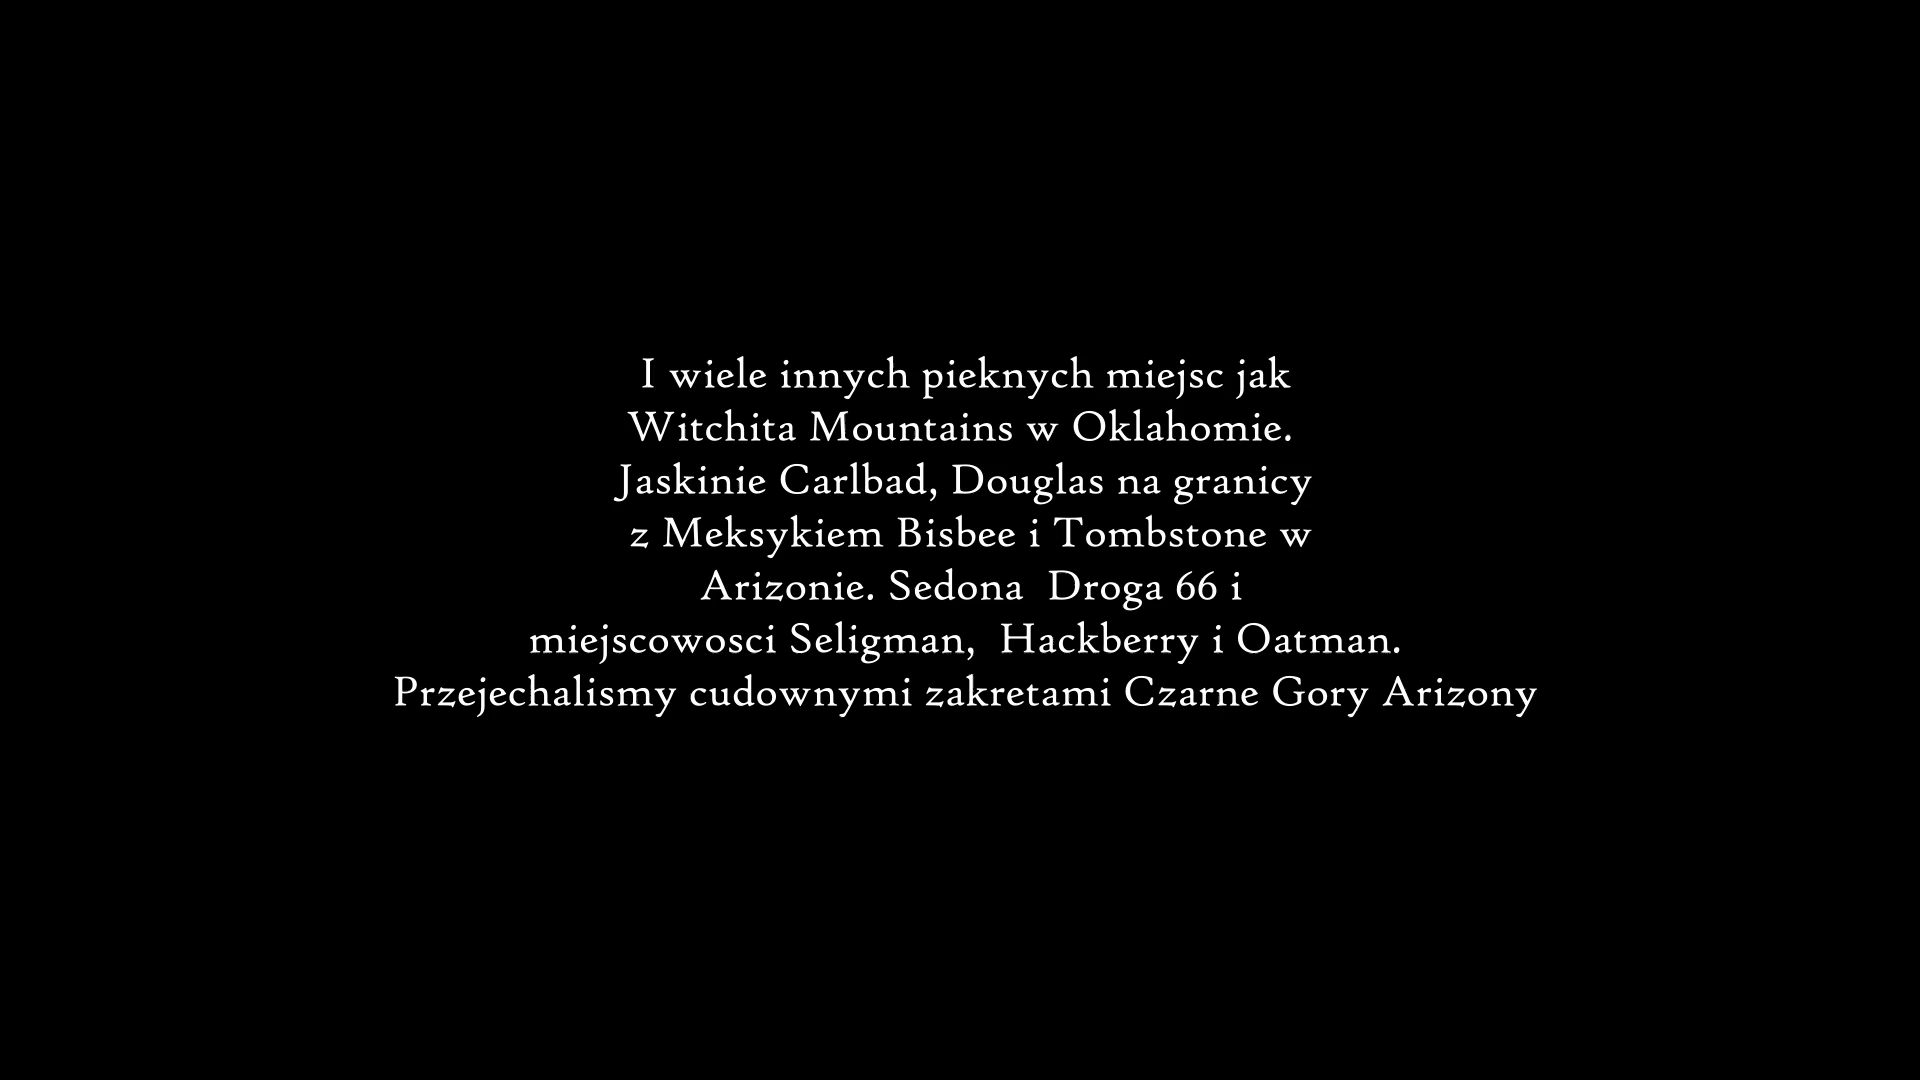 I wiele innych pieknych miejsc jak
Witchita Mountains w Oklahomie.
Jaskinie Carlbad, Douglas na granicy
z Meksykiem Bisbee i Tombstone w
Arizonie. Sedona  Droga 66 i
miejscowosci Seligman,  Hackberry i Oatman.
Przejechalismy cudownymi zakretami Czarne Gory Arizony